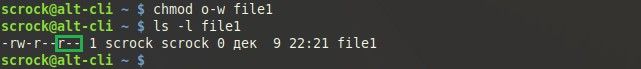 scrock@alt-cli ~ $ chmod o-w file1
scrock@alt-cli ~ $ ls -l file1
-rw-r--r-- 1 scrock scrock 0 дек  9 22:21 file1
scrock@alt-cli ~ $